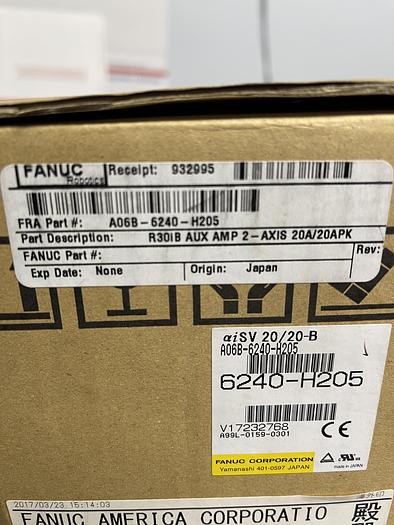 FANUC Robotics Receipt: 932995
FRA Part #: A06B-6240-H205
Part Description: R30iB AUX AMP 2-AXIS 20A/20APK
FANUC Part #: Rev:
Exp Date: None Origin: Japan
αiSV 20/20-B
A06B-6240-H205
6240-H205
V17232768
A99L-0159-0301
CE
FANUC CORPORATION
Yamanashi 401-0597 JAPAN
made in JAPAN
2017/03/23 15:14:03
FANUC AMERICA CORPORATIO 殿